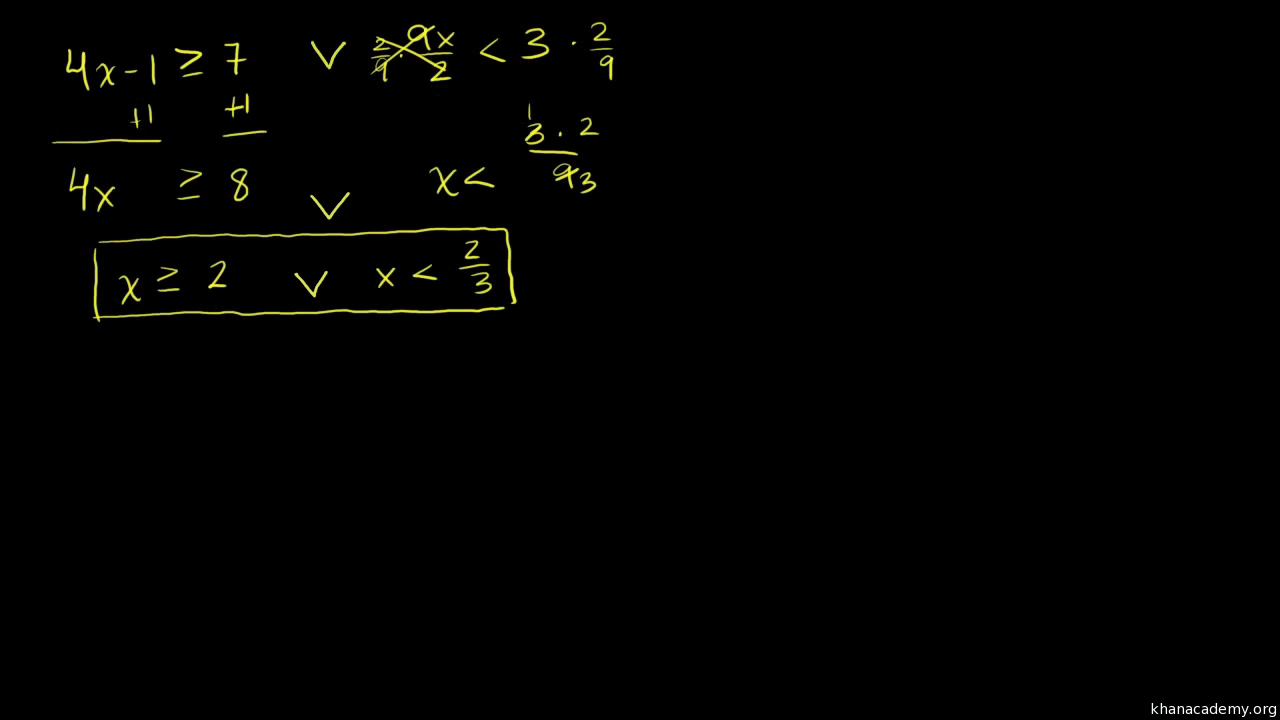 4x-1 ≥ 7 ∨ 2/9 · 9x/2 < 3 · 2/9
+1 +1 1
3 · 2
4x ≥ 8 ∨ x < 9 3
x ≥ 2 ∨ x < 2/3
khanacademy.org